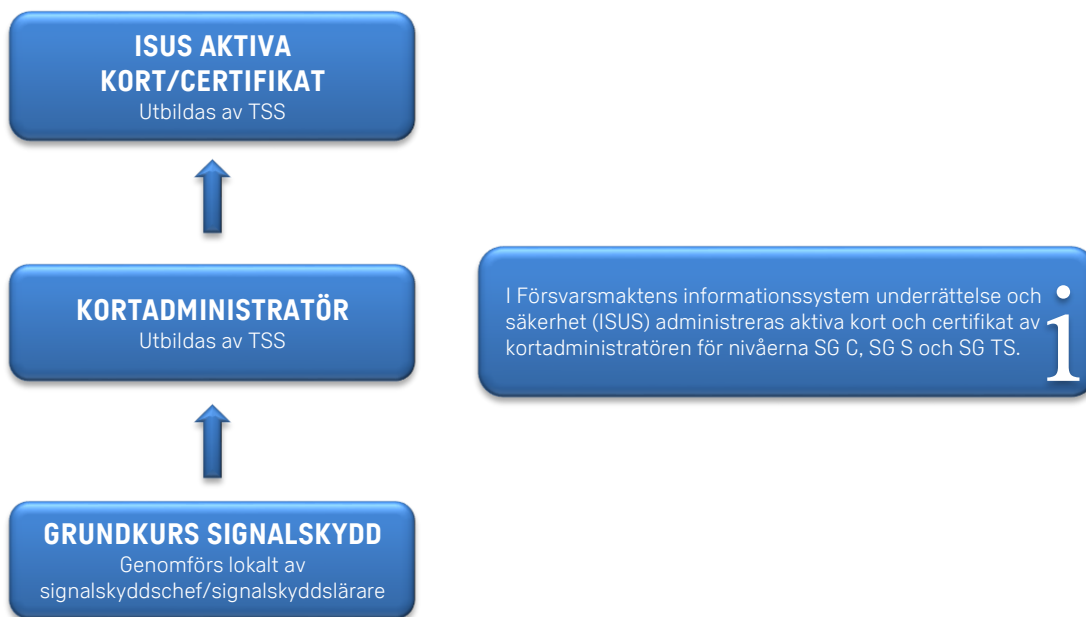 ISUS AKTIVA
KORT/CERTIFIKAT
Utbildas av TSS
KORTADMINISTRATÖR
Utbildas av TSS
I Försvarsmaktens informationssystem underrättelse och
säkerhet (ISUS) administreras aktiva kort och certifikat av
kortadministratören för nivåerna SG C, SG S och SG TS.
i
GRUNDKURS SIGNALSKYDD
Genomförs lokalt av
signalskyddschef/signalskyddslärare